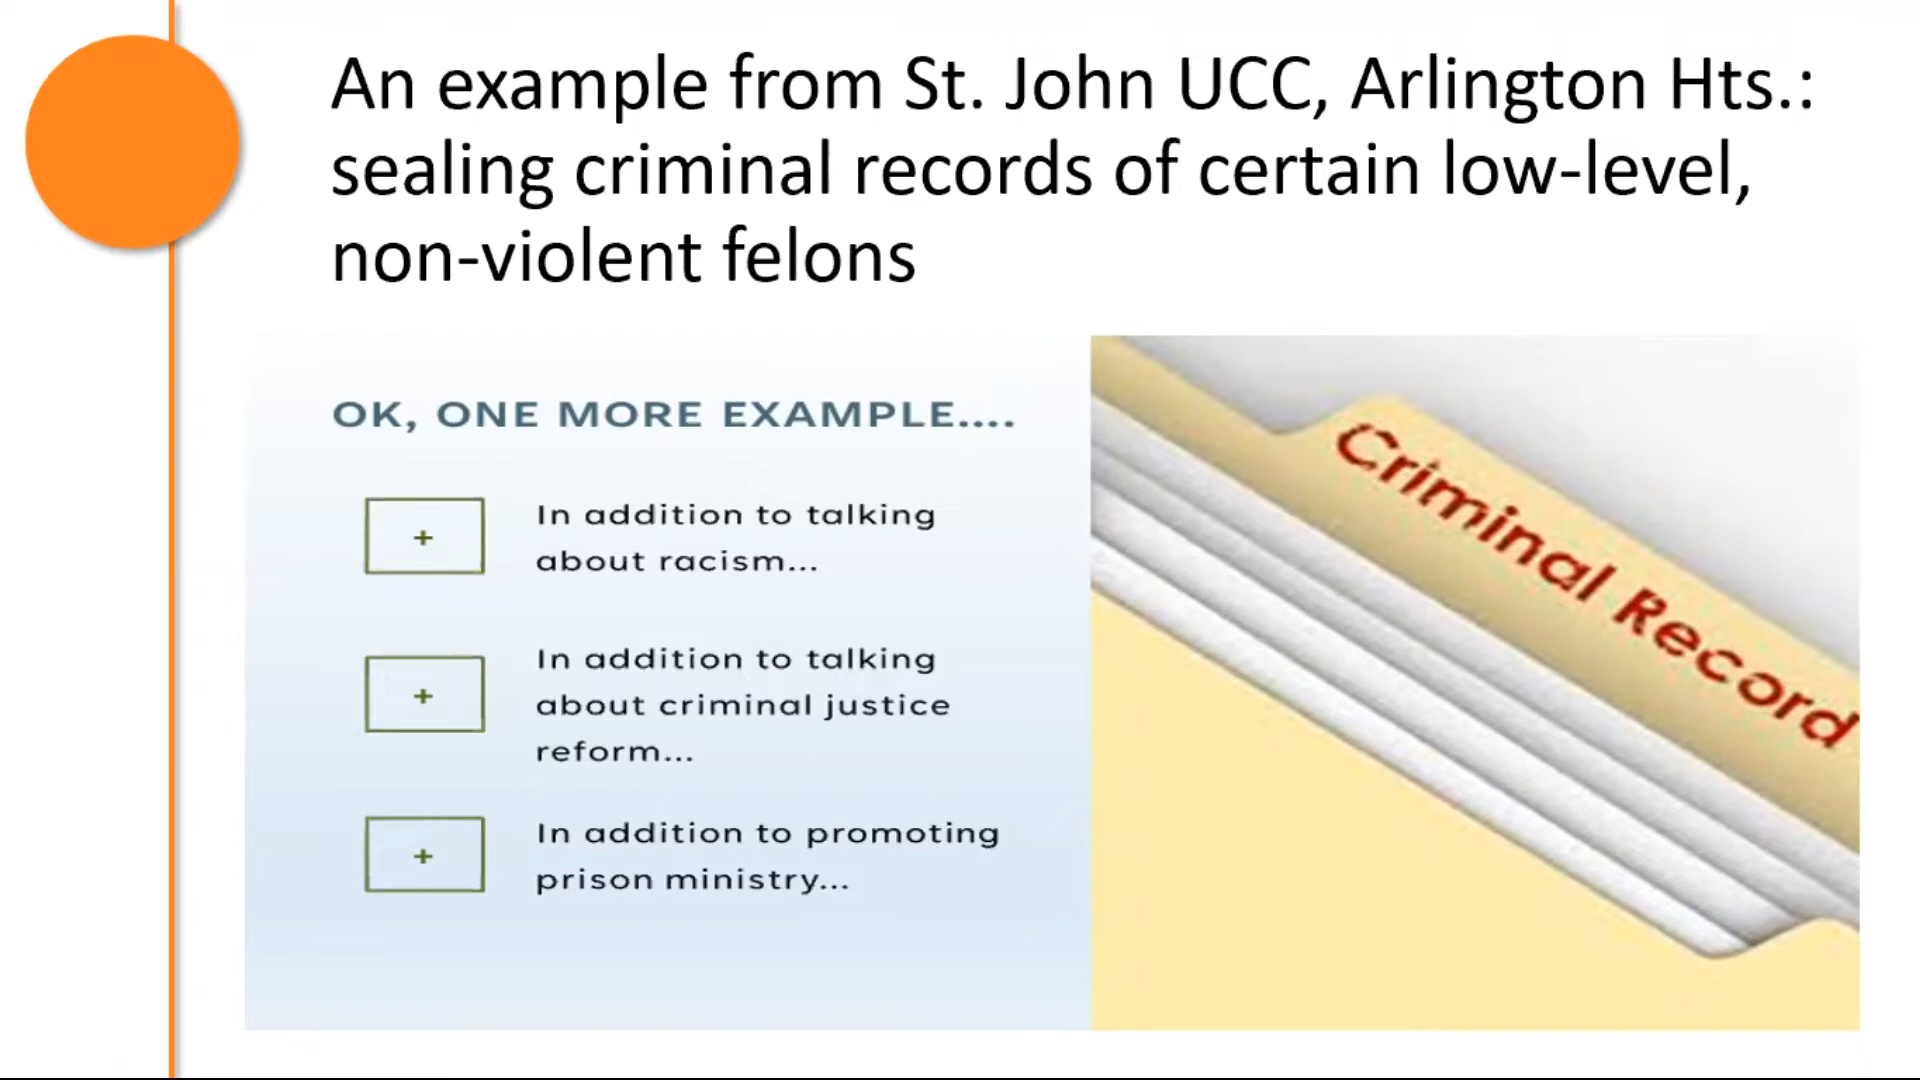 An example from St. John UCC, Arlington Hts.:
sealing criminal records of certain low-level,
non-violent felons
OK, ONE MORE EXAMPLE....
+
In addition to talking
about racism...
+
In addition to talking
about criminal justice
reform...
+
In addition to promoting
prison ministry...
Criminal Record